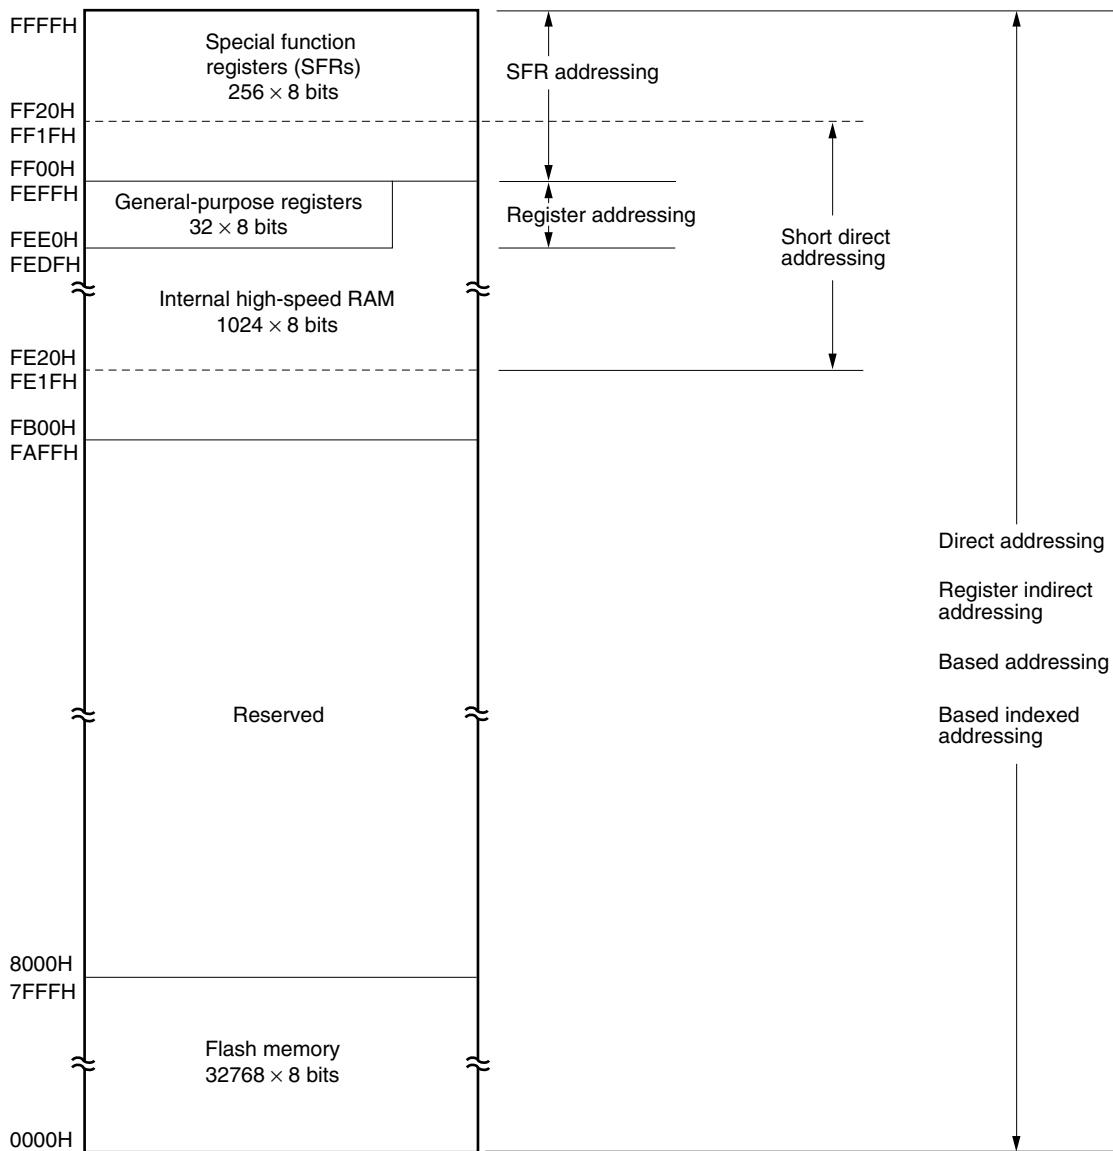 FFFFH
Special function
registers (SFRs)
256 × 8 bits
SFR addressing
FF20H
FF1FH
FF00H
FEFFH
General-purpose registers
32 × 8 bits
Register addressing
Short direct
addressing
FEE0H
FEDFH
Internal high-speed RAM
1024 × 8 bits
FE20H
FE1FH
FB00H
FAFFH
Direct addressing
Register indirect
addressing
Based addressing
Based indexed
addressing
Reserved
8000H
7FFFH
Flash memory
32768 × 8 bits
0000H